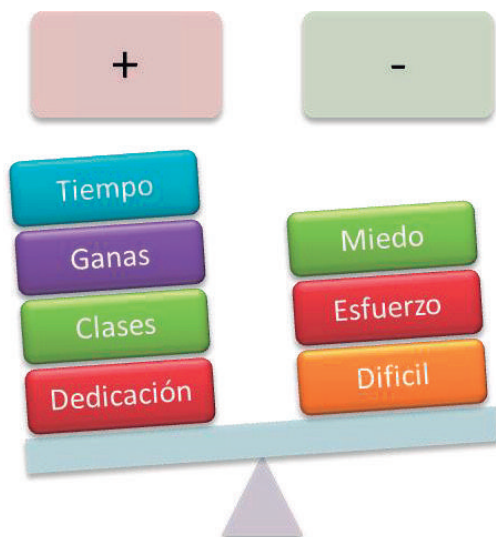 +
-
Tiempo
Ganas
Clases
Dedicación
Miedo
Esfuerzo
Dificil